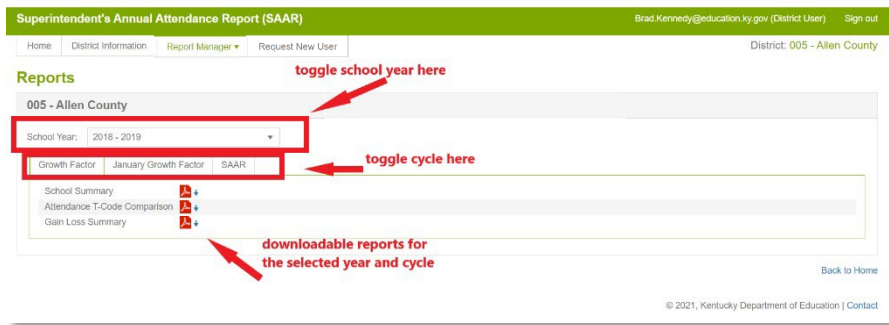 Superintendent's Annual Attendance Report (SAAR) Brad.Kennedy@education.ky.gov (District User) Sign out
Home District Information Report Manager Request New User District: 005 - Allen County
toggle school year here
Reports
005 - Allen County
School Year: 2018 - 2019
toggle cycle here
Growth Factor January Growth Factor SAAR
School Summary
Attendance T-Code Comparison
Gain Loss Summary
downloadable reports for
the selected year and cycle
Back to Home
© 2021, Kentucky Department of Education | Contact